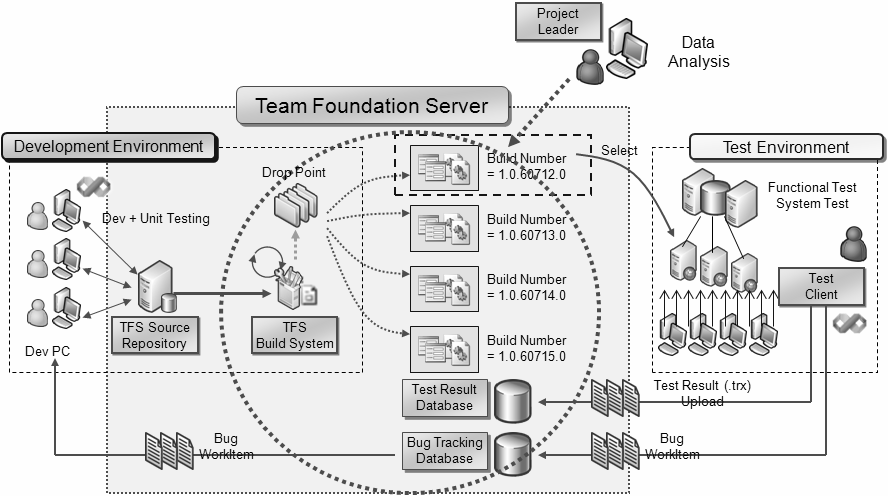 Project
Leader
Data
Analysis
Team Foundation Server
Development Environment
Test Environment
Drop Point
Build Number
= 1.0.60712.0
Select
Functional Test
System Test
Dev + Unit Testing
Build Number
= 1.0.60713.0
Build Number
= 1.0.60714.0
Test
Client
TFS Source
Repository
TFS
Build System
Build Number
= 1.0.60715.0
Dev PC
Test Result
Database
Test Result (.trx)
Upload
Bug
WorkItem
Bug Tracking
Database
Bug
WorkItem